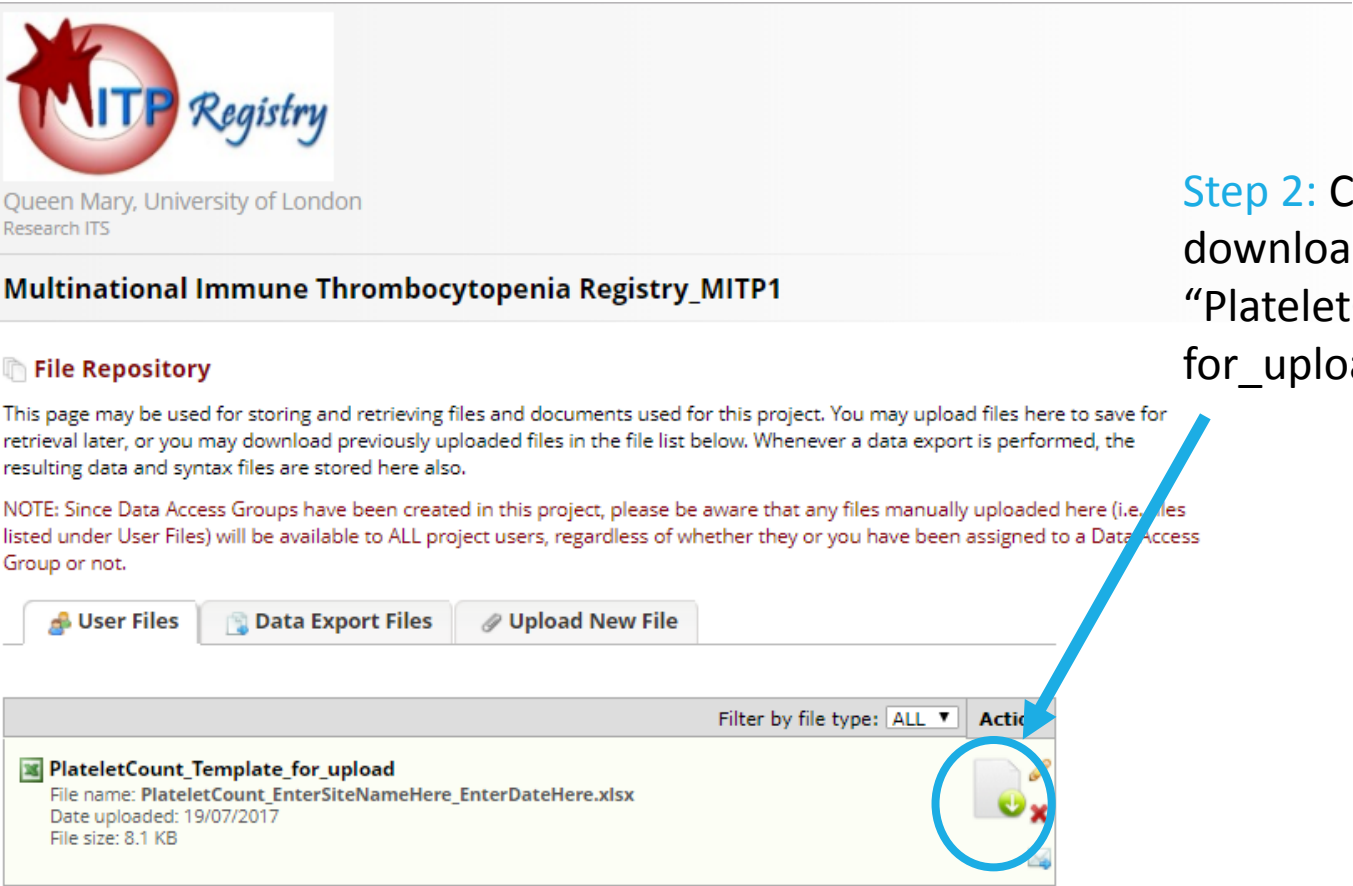 MITP Registry
Queen Mary, University of London
Research ITS
Multinational Immune Thrombocytopenia Registry_MITP1
File Repository
This page may be used for storing and retrieving files and documents used for this project. You may upload files here to save for
retrieval later, or you may download previously uploaded files in the file list below. Whenever a data export is performed, the
resulting data and syntax files are stored here also.
NOTE: Since Data Access Groups have been created in this project, please be aware that any files manually uploaded here (i.e.
listed under User Files) will be available to ALL project users, regardless of whether they or you have been assigned to a Data Access
Group or not.
User Files
Data Export Files
Upload New File
Filter by file type: ALL
PlateletCount_Template_for_upload
File name: PlateletCount_EnterSiteNameHere_EnterDateHere.xlsx
Date uploaded: 19/07/2017
File size: 8.1 KB
Step 2:
“Platelet